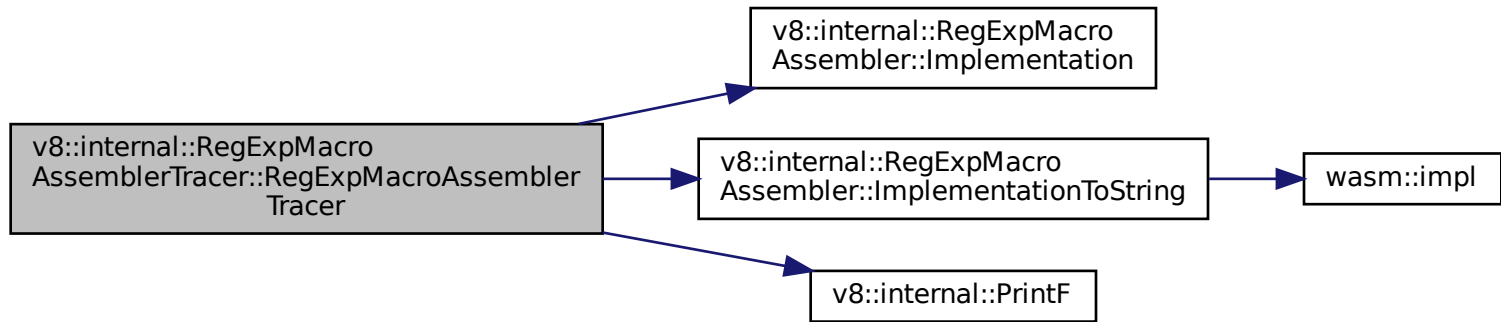 v8::internal::RegExpMacro
AssemblerTracer::RegExpMacroAssembler
Tracer
v8::internal::RegExpMacro
Assembler::Implementation
v8::internal::RegExpMacro
Assembler::ImplementationToString
wasm::impl
v8::internal::PrintF